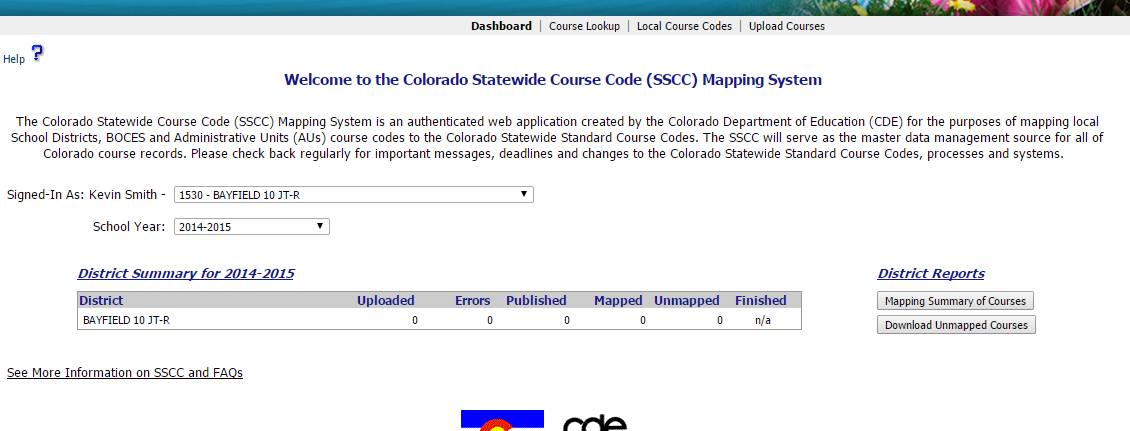 Dashboard | Course Lookup | Local Course Codes | Upload Courses
Help ?
Welcome to the Colorado Statewide Course Code (SSCC) Mapping System
The Colorado Statewide Course Code (SSCC) Mapping System is an authenticated web application created by the Colorado Department of Education (CDE) for the purposes of mapping local
School Districts, BOCES and Administrative Units (AUs) course codes to the Colorado Statewide Standard Course Codes. The SSCC will serve as the master data management source for all of
Colorado course records. Please check back regularly for important messages, deadlines and changes to the Colorado Statewide Standard Course Codes, processes and systems.
Signed-In As: Kevin Smith - 1530 - BAYFIELD 10 JT-R
School Year: 2014-2015
District Summary for 2014-2015 District Reports
District Uploaded Errors Published Mapped Unmapped Finished Mapping Summary of Courses
BAYFIELD 10 JT-R 0 0 0 0 0 n/a Download Unmapped Courses
See More Information on SSCC and FAQs
cde